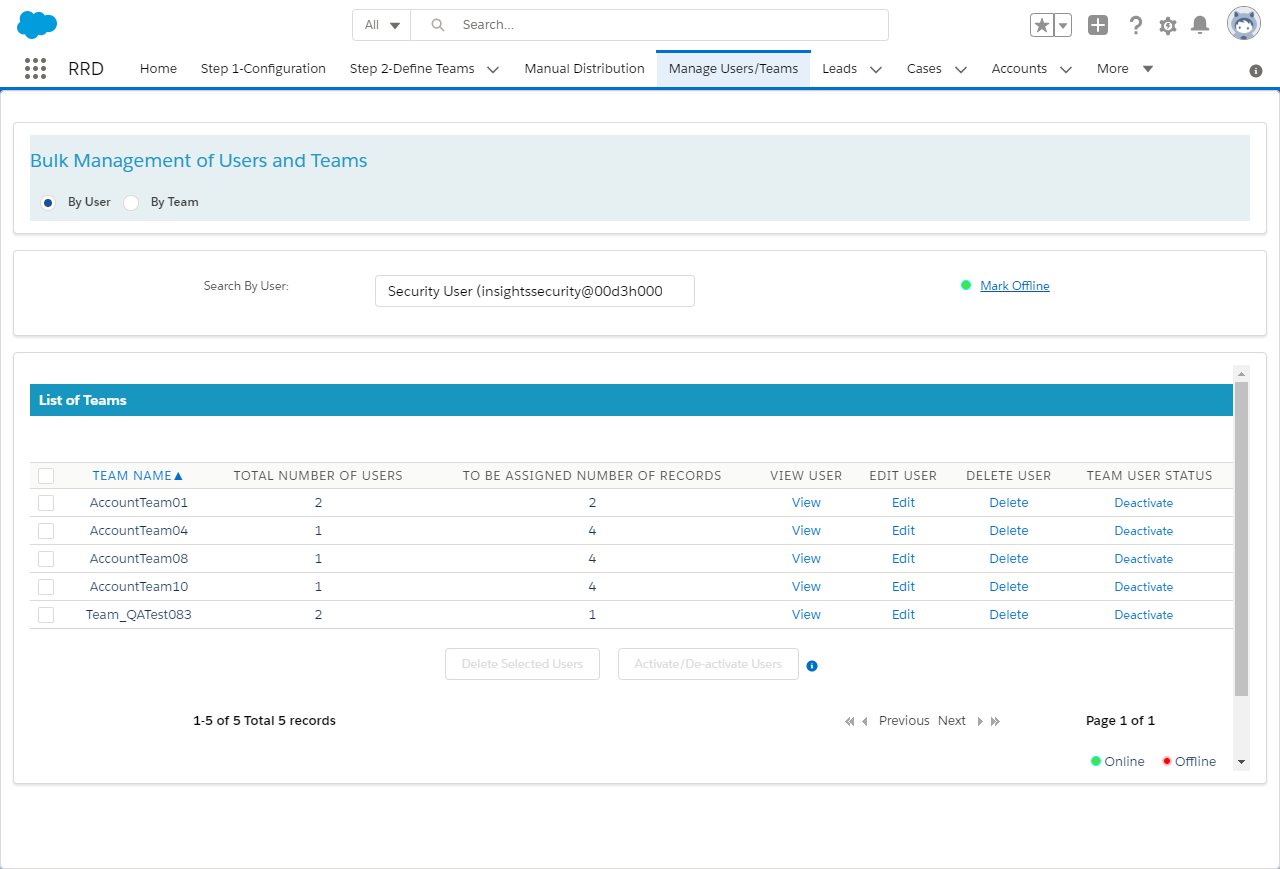 All Search...
RRD Home Step 1-Configuration Step 2-Define Teams Manual Distribution Manage Users/Teams Leads Cases Accounts More
Bulk Management of Users and Teams
By User By Team
Search By User: Security User (insightssecurity@00d3h000 Mark Offline
List of Teams
TEAM NAME▲ TOTAL NUMBER OF USERS TO BE ASSIGNED NUMBER OF RECORDS VIEW USER EDIT USER DELETE USER TEAM USER STATUS
AccountTeam01 2 2 View Edit Delete Deactivate
AccountTeam04 1 4 View Edit Delete Deactivate
AccountTeam08 1 4 View Edit Delete Deactivate
AccountTeam10 1 4 View Edit Delete Deactivate
Team_QATest083 2 1 View Edit Delete Deactivate
Delete Selected Users Activate/De-activate Users
1-5 of 5 Total 5 records Previous Next Page 1 of 1
Online Offline